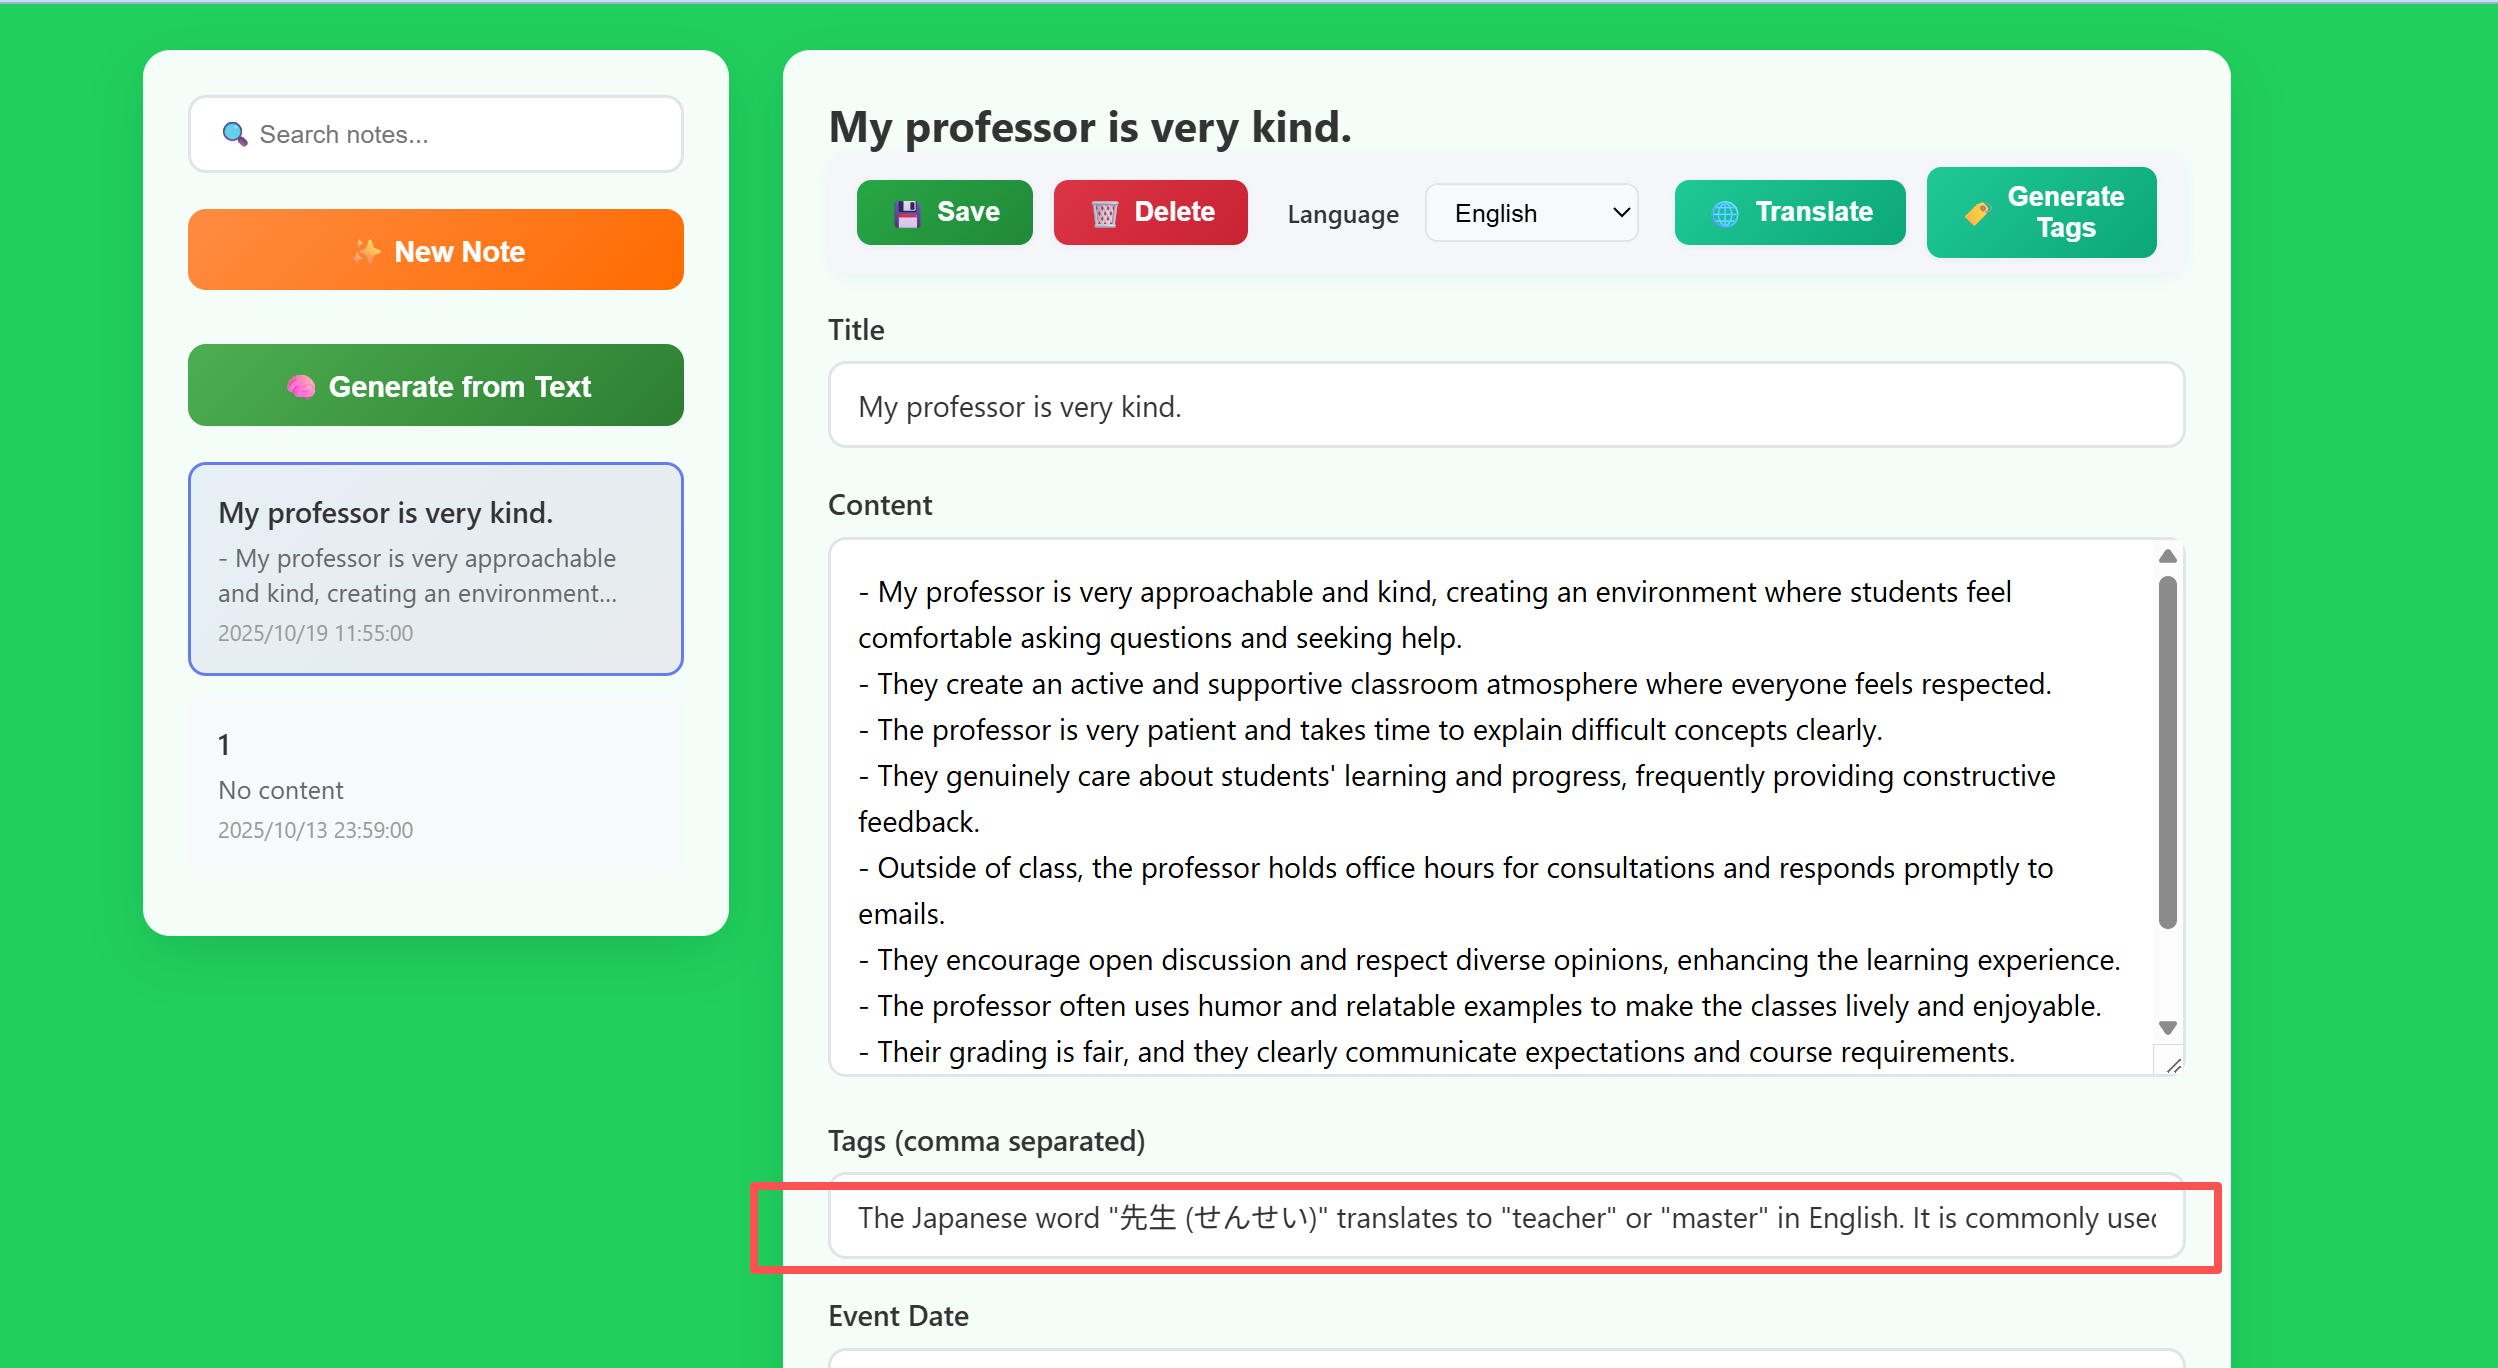 Search notes...
New Note
Generate from Text
My professor is very kind.
- My professor is very approachable
and kind, creating an environment...
2025/10/19 11:55:00
1
No content
2025/10/13 23:59:00
My professor is very kind.
Save
Delete
Language
English
Translate
Generate
Tags
Title
My professor is very kind.
Content
- My professor is very approachable and kind, creating an environment where students feel
comfortable asking questions and seeking help.
- They create an active and supportive classroom atmosphere where everyone feels respected.
- The professor is very patient and takes time to explain difficult concepts clearly.
- They genuinely care about students' learning and progress, frequently providing constructive
feedback.
- Outside of class, the professor holds office hours for consultations and responds promptly to
emails.
- They encourage open discussion and respect diverse opinions, enhancing the learning experience.
- The professor often uses humor and relatable examples to make the classes lively and enjoyable.
- Their grading is fair, and they clearly communicate expectations and course requirements.
Tags (comma separated)
The Japanese word "先生 (せんせい)" translates to "teacher" or "master" in English. It is commonly used
Event Date